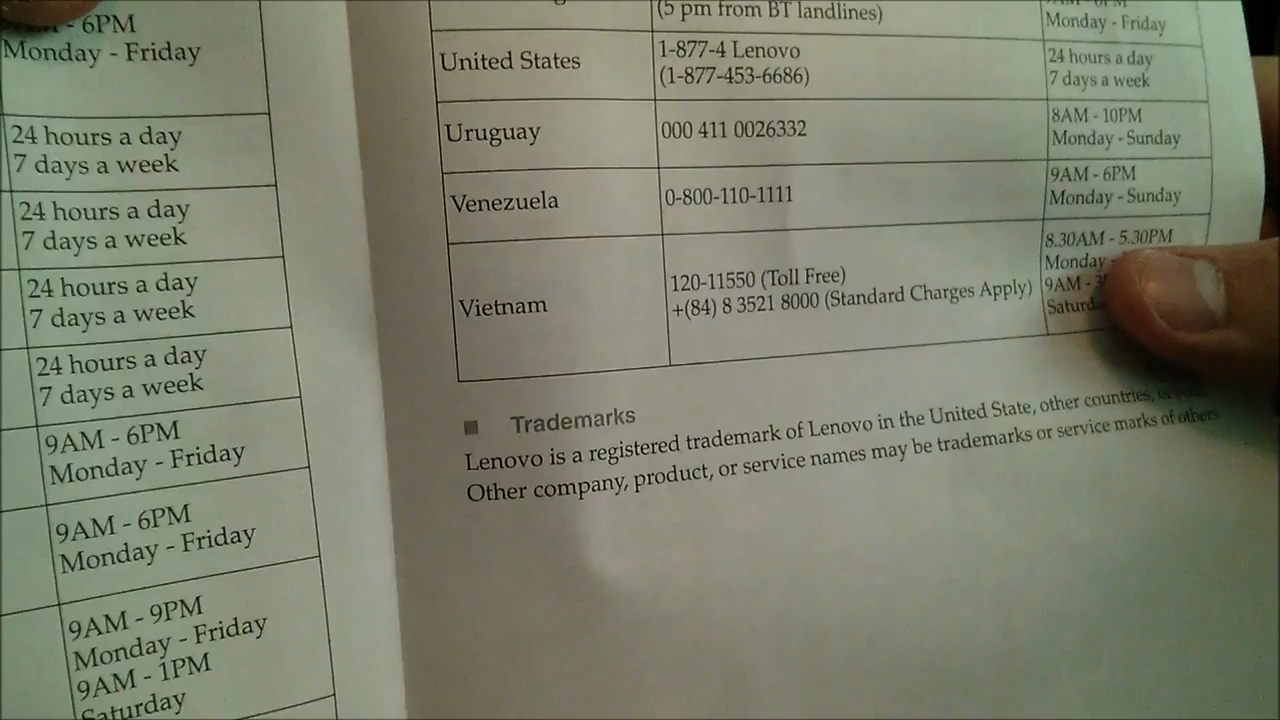 - 6PM
Monday - Friday
24 hours a day
7 days a week
24 hours a day
7 days a week
24 hours a day
7 days a week
24 hours a day
7 days a week
9AM - 6PM
Monday - Friday
9AM - 6PM
Monday - Friday
9AM - 9PM
Monday - Friday
9AM - 1PM
Saturday
(5 pm from BT landlines)
Monday - Friday
United States
1-877-4 Lenovo
(1-877-453-6686)
24 hours a day
7 days a week
Uruguay
000 411 0026332
8AM - 10PM
Monday - Sunday
Venezuela
0-800-110-1111
9AM - 6PM
Monday - Sunday
Vietnam
120-11550 (Toll Free)
+(84) 8 3521 8000 (Standard Charges Apply)
8.30AM - 5.30PM
Monday -
9AM -
■ Trademarks
Lenovo is a registered trademark of Lenovo in the United State, other countries,
Other company, product, or service names may be trademarks or service marks of others.